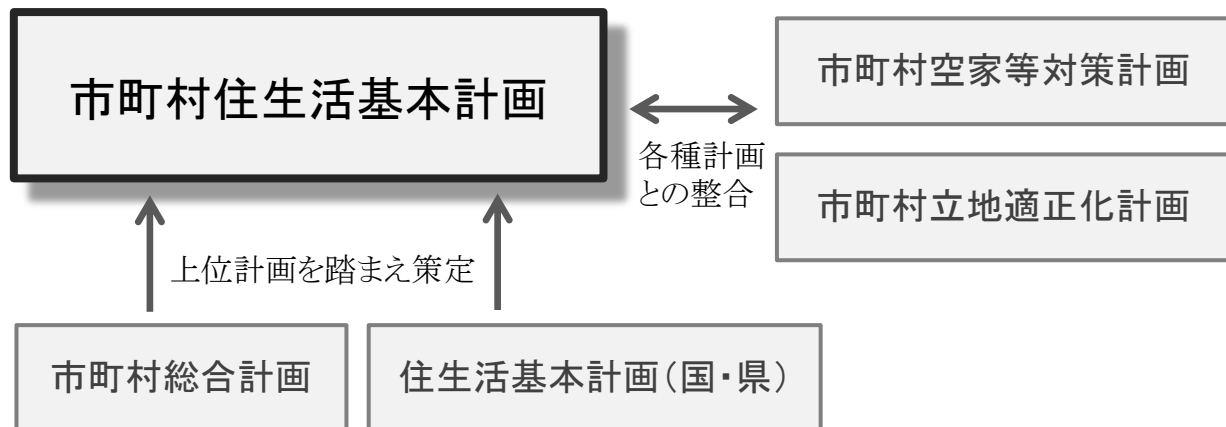 市町村住生活基本計画
市町村空家等対策計画
各種計画
との整合
市町村立地適正化計画
上位計画を踏まえ策定
市町村総合計画
住生活基本計画(国・県)